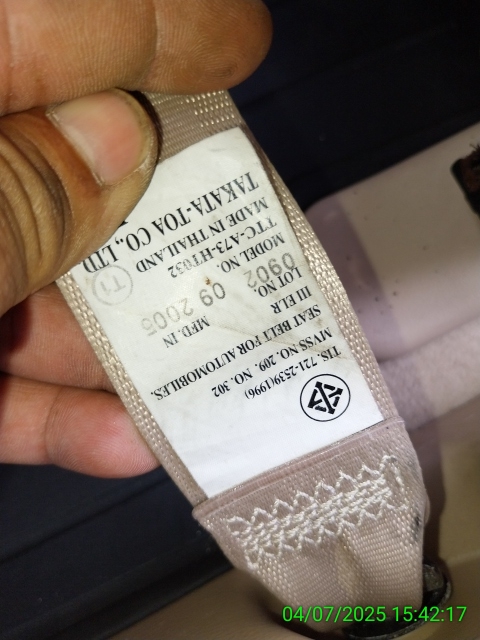 TIS. 721-2539(1996)
MVSS NO. 209. NO. 302
SEAT BELT FOR AUTOMOBILES.
III ELR
LOT NO. MFD. IN
0902 09 2005
MODEL NO.
TTC-A73-HT032
MADE IN THAILAND
TAKATA-TOA CO.,LTD
T1
04/07/2025 15:42:17